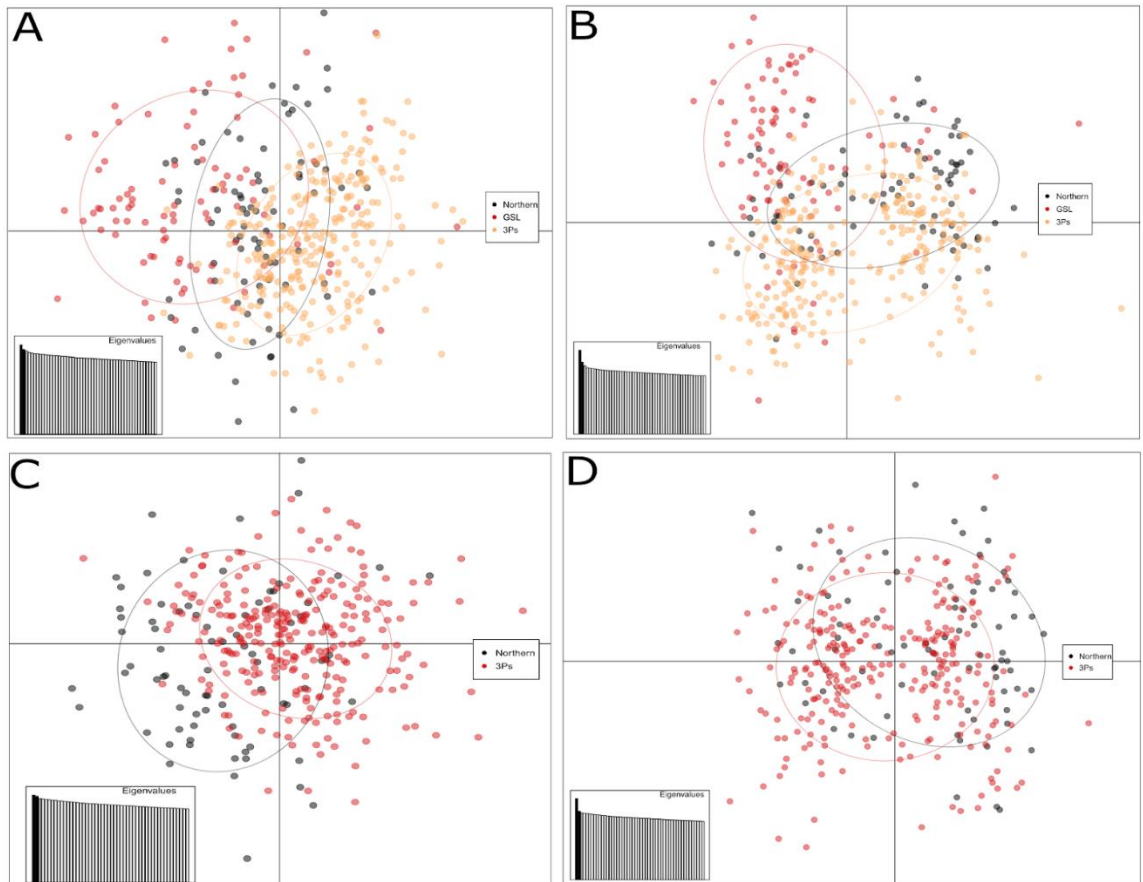 A
Northern
GSL
3Ps
Eigenvalues
B
Northern
GSL
3Ps
Eigenvalues
C
Northern
3Ps
Eigenvalues
D
Northern
3Ps
Eigenvalues